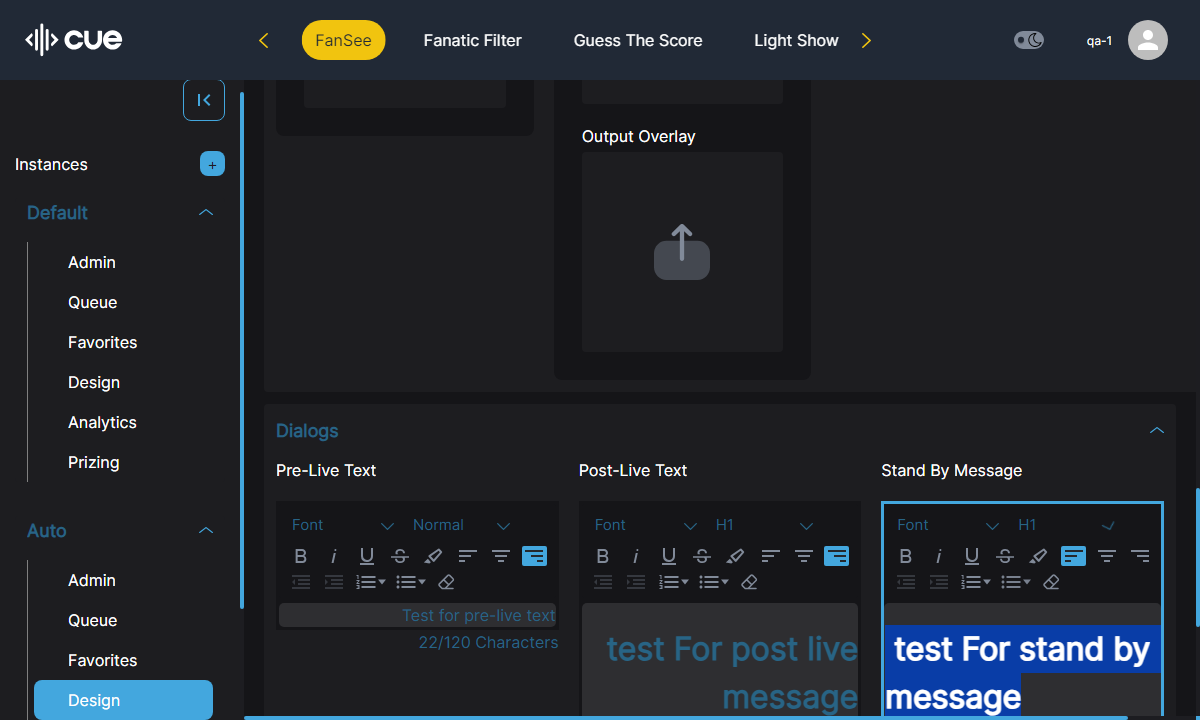 cue
FanSee
Fanatic Filter
Guess The Score
Light Show
qa-1
Instances
+
Default
Admin
Queue
Favorites
Design
Analytics
Prizing
Auto
Admin
Queue
Favorites
Design
Output Overlay
Dialogs
Pre-Live Text
Font
Normal
Test for pre-live text
22/120 Characters
Post-Live Text
Font
H1
test For post live
message
Stand By Message
Font
H1
test For stand by
message